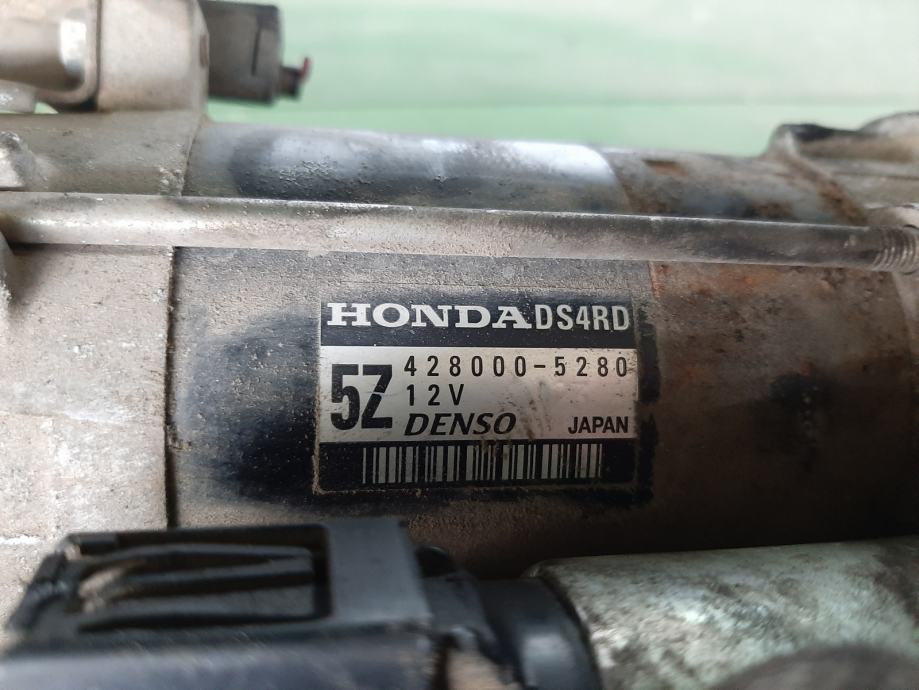 HONDA DS4RD
5Z 428000-5280
12V
DENSO JAPAN